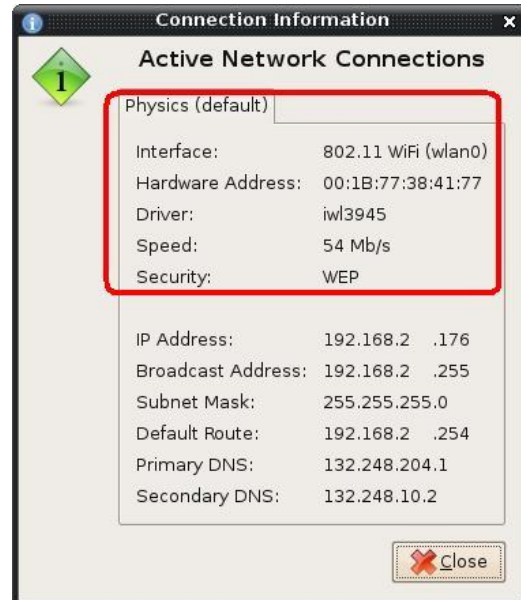 Connection Information
Active Network Connections
Physics (default)
Interface: 802.11 WiFi (wlan0)
Hardware Address: 00:1B:77:38:41:77
Driver: iwl3945
Speed: 54 Mb/s
Security: WEP
IP Address: 192.168.2 .176
Broadcast Address: 192.168.2 .255
Subnet Mask: 255.255.255.0
Default Route: 192.168.2 .254
Primary DNS: 132.248.204.1
Secondary DNS: 132.248.10.2
Close